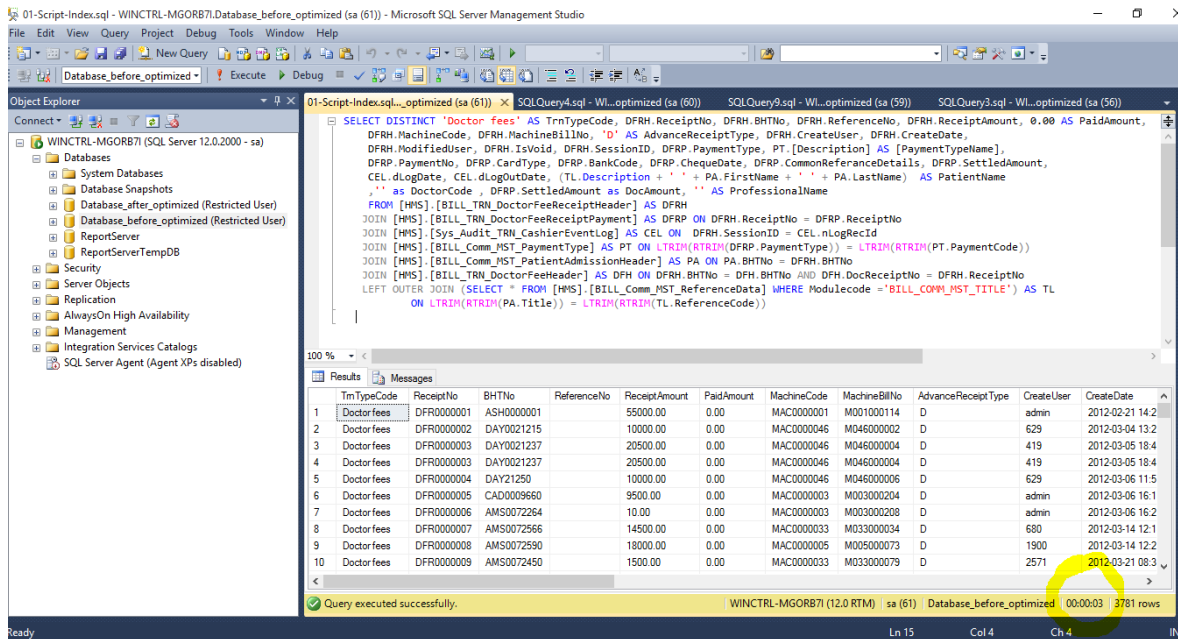 01-Script-Index.sql - WINCTRL-MGORB7I.Database_before_optimized (sa (61)) - Microsoft SQL Server Management Studio
File Edit View Query Project Debug Tools Window Help
New Query
Database_before_optimized Execute Debug
Object Explorer
Connect
WINCTRL-MGORB7I (SQL Server 12.0.2000 - sa)
Databases
System Databases
Database Snapshots
Database_after_optimized (Restricted User)
Database_before_optimized (Restricted User)
ReportServer
ReportServerTempDB
Security
Server Objects
Replication
AlwaysOn High Availability
Management
Integration Services Catalogs
SQL Server Agent (Agent XPs disabled)
01-Script-Index.sql..._optimized (sa (61)) SQLQuery4.sql - WI...optimized (sa (60)) SQLQuery9.sql - WI...optimized (sa (59)) SQLQuery3.sql - WI...optimized (sa (56))
SELECT DISTINCT 'Doctor fees' AS TrnTypeCode, DFRH.ReceiptNo, DFRH.BHTNo, DFRH.ReferenceNo, DFRH.ReceiptAmount, 0.00 AS PaidAmount,
DFRH.MachineCode, DFRH.MachineBillNo, 'D' AS AdvanceReceiptType, DFRH.CreateUser, DFRH.CreateDate,
DFRH.ModifiedUser, DFRH.IsVoid, DFRH.SessionID, DFRP.PaymentType, PT.[Description] AS [PaymentTypeName],
DFRP.PaymentNo, DFRP.CardType, DFRP.BankCode, DFRP.ChequeDate, DFRP.CommonReferanceDetails, DFRP.SettledAmount,
CEL.dLogDate, CEL.dLogOutDate, (TL.Description + ' ' + PA.FirstName + ' ' + PA.LastName) AS PatientName
,'' as DoctorCode , DFRP.SettledAmount as DocAmount, '' AS ProfessionalName
FROM [HMS].[BILL_TRN_DoctorFeeReceiptHeader] AS DFRH
JOIN [HMS].[BILL_TRN_DoctorFeeReceiptPayment] AS DFRP ON DFRH.ReceiptNo = DFRP.ReceiptNo
JOIN [HMS].[Sys_Audit_TRN_CashierEventLog] AS CEL ON DFRH.SessionID = CEL.nLogRecId
JOIN [HMS].[BILL_Comm_MST_PaymentType] AS PT ON LTRIM(RTRIM(DFRP.PaymentType)) = LTRIM(RTRIM(PT.PaymentCode))
JOIN [HMS].[BILL_Comm_MST_PatientAdmissionHeader] AS PA ON PA.BHTNo = DFRH.BHTNo
JOIN [HMS].[BILL_TRN_DoctorFeeHeader] AS DFH ON DFRH.BHTNo = DFH.BHTNo AND DFH.DocReceiptNo = DFRH.ReceiptNo
LEFT OUTER JOIN (SELECT * FROM [HMS].[BILL_Comm_MST_ReferenceData] WHERE Modulecode ='BILL_COMM_MST_TITLE') AS TL
ON LTRIM(RTRIM(PA.Title)) = LTRIM(RTRIM(TL.ReferenceCode))
100 %
Results Messages
TrnTypeCode ReceiptNo BHTNo ReferenceNo ReceiptAmount PaidAmount MachineCode MachineBillNo AdvanceReceiptType CreateUser CreateDate
1 Doctor fees DFR0000001 ASH0000001 55000.00 0.00 MAC0000001 M001000114 D admin 2012-02-21 14:2
2 Doctor fees DFR0000002 DAY0021215 10000.00 0.00 MAC0000046 M046000002 D 629 2012-03-04 13:2
3 Doctor fees DFR0000003 DAY0021237 20500.00 0.00 MAC0000046 M046000004 D 419 2012-03-05 18:4
4 Doctor fees DFR0000003 DAY0021237 20500.00 0.00 MAC0000046 M046000004 D 419 2012-03-05 18:4
5 Doctor fees DFR0000004 DAY21250 10000.00 0.00 MAC0000046 M046000006 D 629 2012-03-06 11:5
6 Doctor fees DFR0000005 CAD0009660 9500.00 0.00 MAC0000003 M003000204 D admin 2012-03-06 16:1
7 Doctor fees DFR0000006 AMS0072264 10.00 0.00 MAC0000003 M003000208 D admin 2012-03-06 16:2
8 Doctor fees DFR0000007 AMS0072566 14500.00 0.00 MAC0000033 M033000034 D 680 2012-03-14 12:1
9 Doctor fees DFR0000008 AMS0072590 18000.00 0.00 MAC0000005 M005000073 D 1900 2012-03-14 12:2
10 Doctor fees DFR0000009 AMS0072450 1500.00 0.00 MAC0000033 M033000079 D 2571 2012-03-21 08:3
Query executed successfully. WINCTRL-MGORB7I (12.0 RTM) sa (61) Database_before_optimized 00:00:03 3781 rows
Ready Ln 15 Col 4 Ch 4 IN